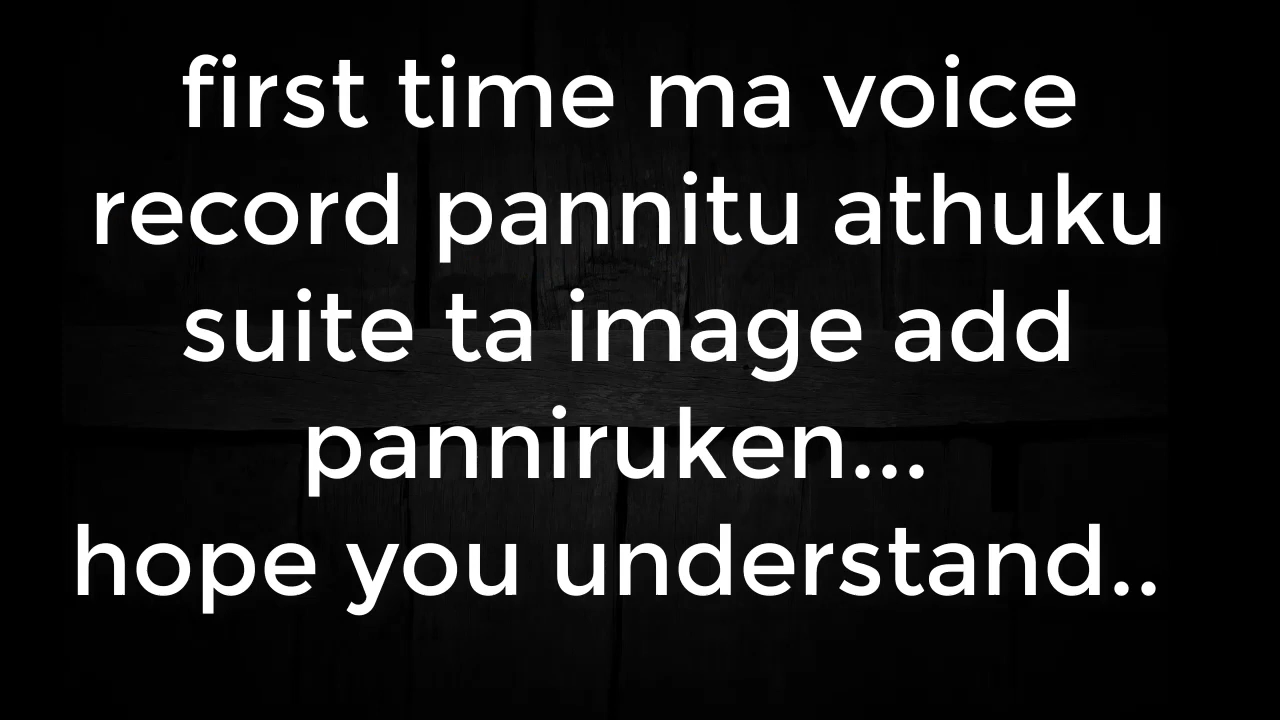 first time ma voice
record pannitu athuku
suite ta image add
panniruken...
hope you understand..